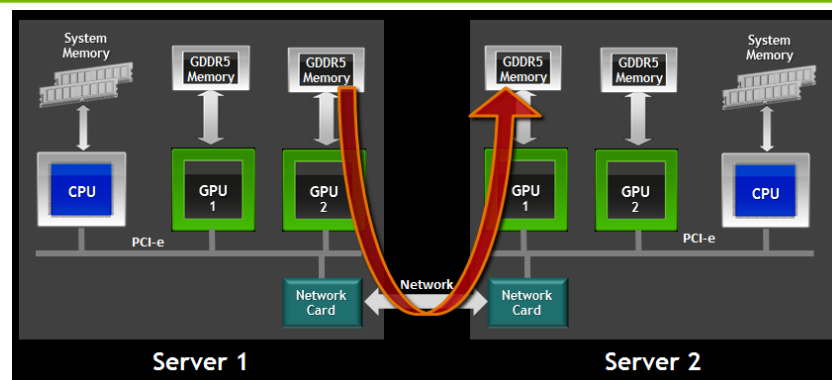 System
Memory
GDDR5
Memory
GDDR5
Memory
CPU
GPU
1
GPU
2
PCI-e
Network
Card
Server 1
Network
GDDR5
Memory
GDDR5
Memory
System
Memory
GPU
1
GPU
2
CPU
PCI-e
Network
Card
Server 2